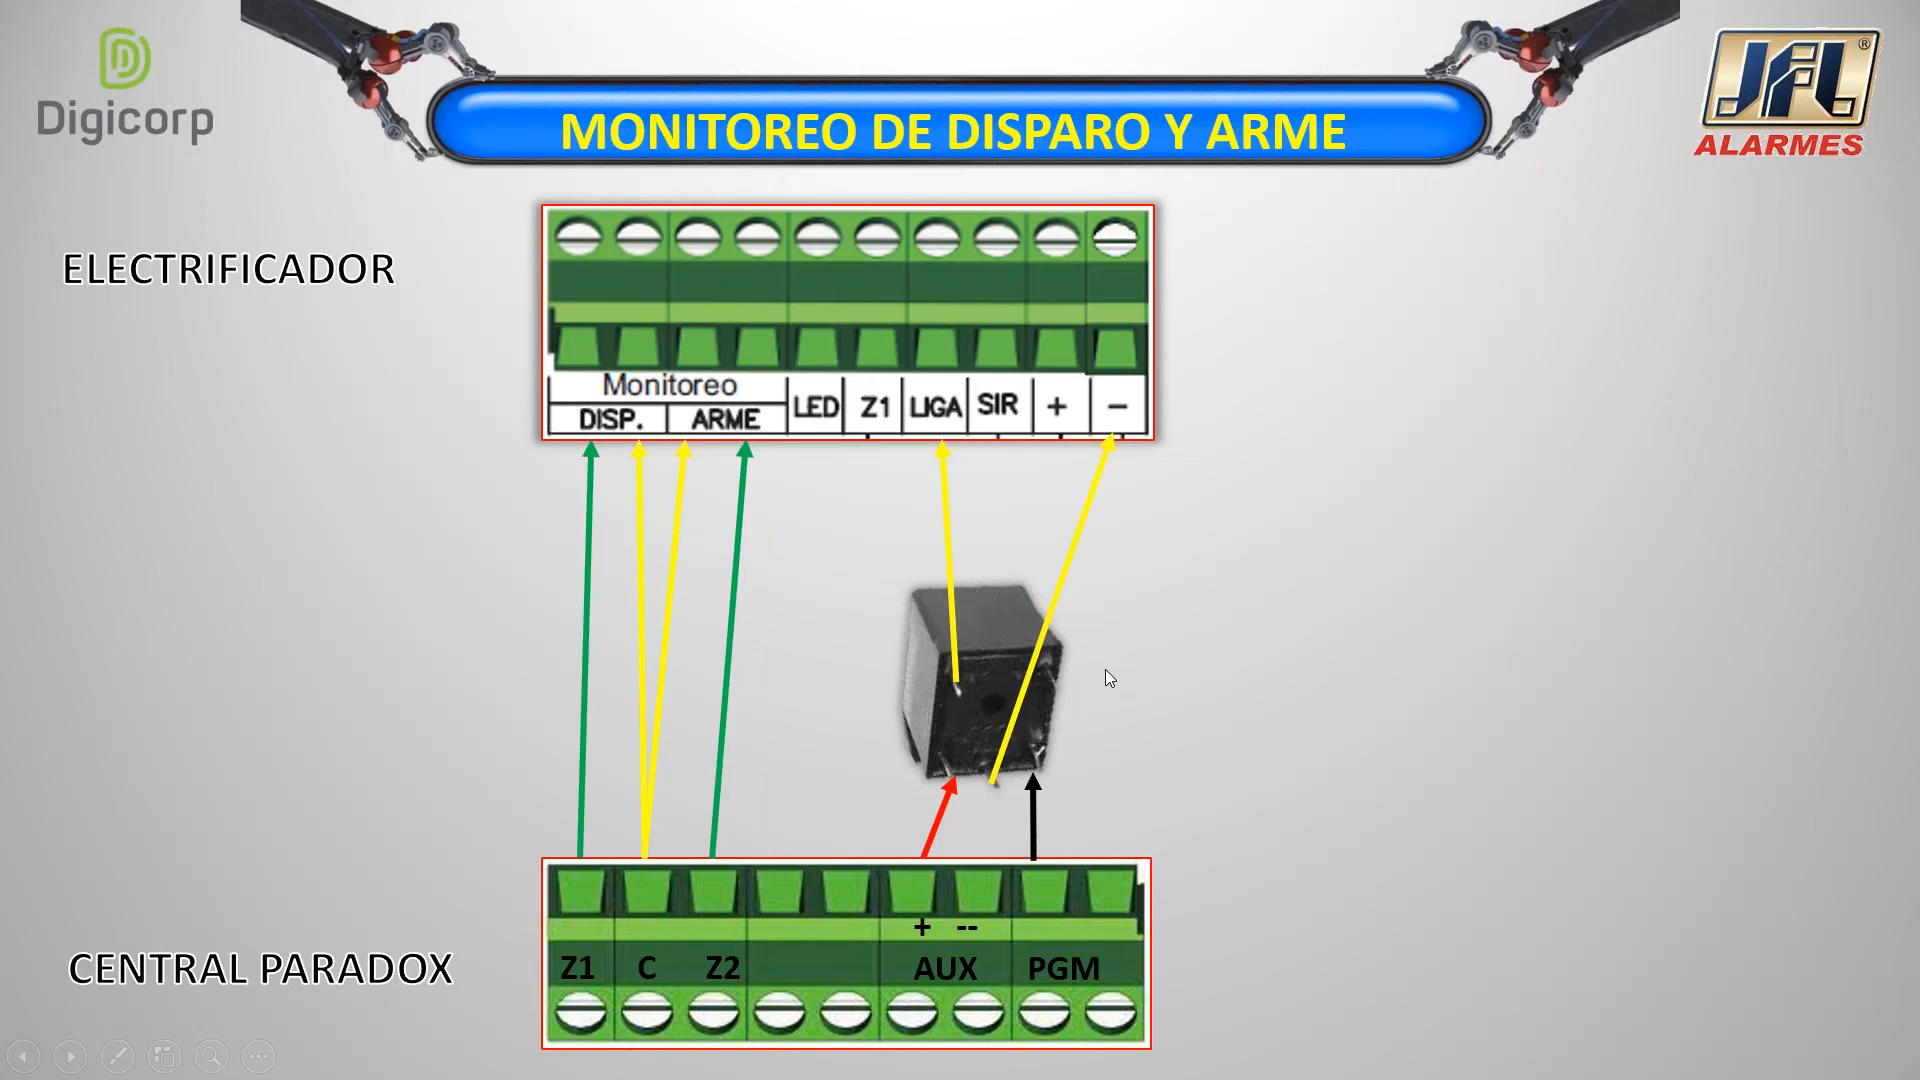 Digicorp
MONITOREO DE DISPARO Y ARME
JFL®
ALARMES
ELECTRIFICADOR
Monitoreo
DISP. ARME LED Z1 LIGA SIR + −
+ --
CENTRAL PARADOX
Z1 C Z2 AUX PGM